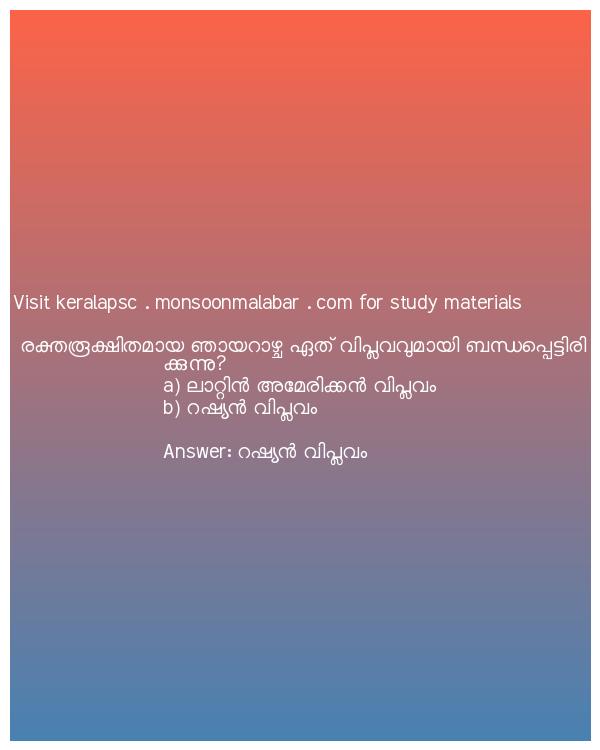 Visit keralapsc . monsoonmalabar . com for study materials
രക്തരൂക്ഷിതമായ ഞായറാഴ്ച ഏത് വിപ്ലവവുമായി ബന്ധപ്പെട്ടിരി
ക്കുന്നു?
a) ലാറ്റിൻ അമേരിക്കൻ വിപ്ലവം
b) റഷ്യൻ വിപ്ലവം
Answer: റഷ്യൻ വിപ്ലവം